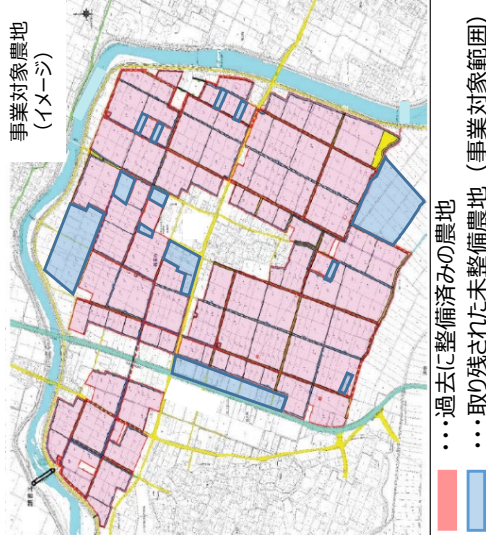 事業対象農地
（イメージ）
・・・過去に整備済みの農地
・・・取り残された未整備農地 （事業対象範囲）